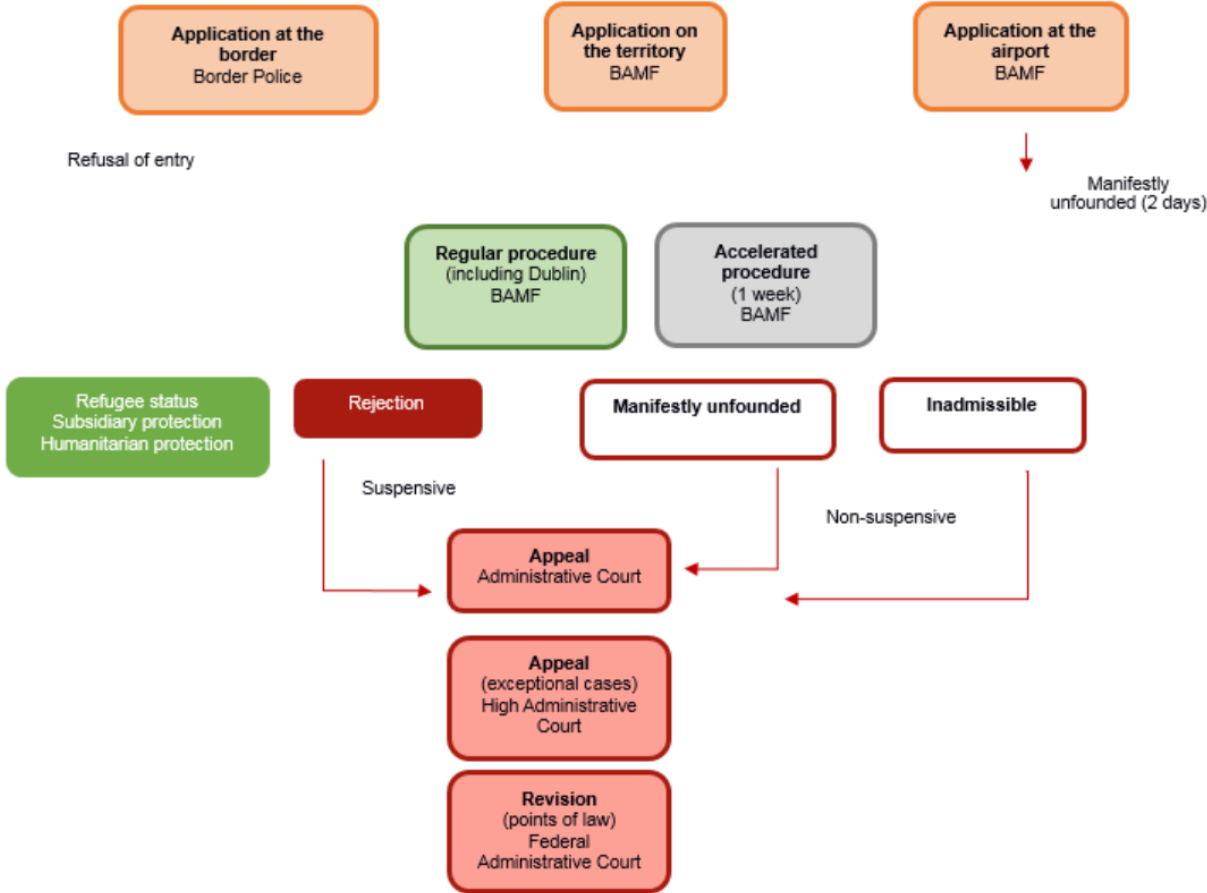 Application at the
border
Border Police
Application on
the territory
BAMF
Application at the
airport
BAMF
Refusal of entry
Manifestly
unfounded (2 days)
Regular procedure
(including Dublin)
BAMF
Accelerated
procedure
(1 week)
BAMF
Refugee status
Subsidiary protection
Humanitarian protection
Rejection
Manifestly unfounded
Inadmissible
Suspensive
Non-suspensive
Appeal
Administrative Court
Appeal
(exceptional cases)
High Administrative
Court
Revision
(points of law)
Federal
Administrative Court